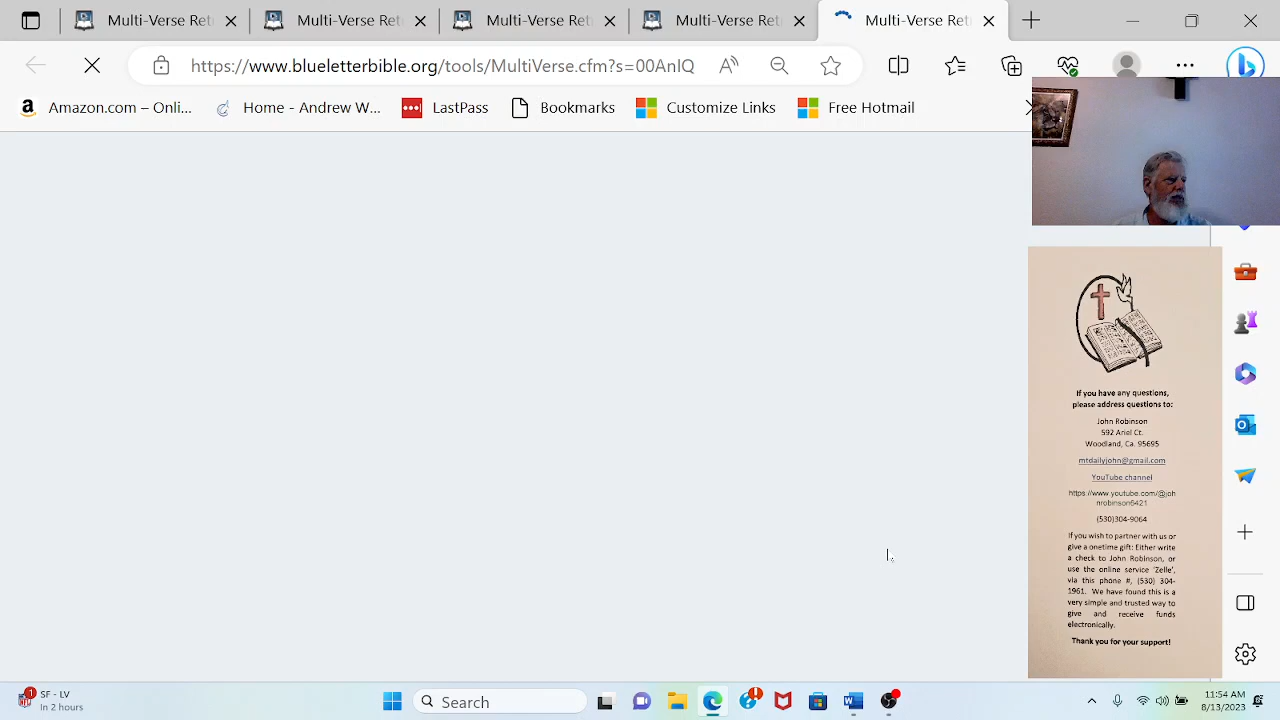 Multi-Verse Ret
Multi-Verse Ret
Multi-Verse Ret
Multi-Verse Ret
Multi-Verse Ret
https://www.blueletterbible.org/tools/MultiVerse.cfm?s=00AnIQ
Amazon.com – Onli...
Home - Andrew W...
LastPass
Bookmarks
Customize Links
Free Hotmail
If you have any questions,
please address questions to:
John Robinson
592 Ariel Ct.
Woodland, Ca. 95695
mtdailyjohn@gmail.com
YouTube channel
https://www.youtube.com/@joh
nrobinson6421
(530)304-9064
If you wish to partner with us or
give a onetime gift: Either write
a check to John Robinson, or
use the online service 'Zelle',
via this phone #, (530) 304-
1961. We have found this is a
very simple and trusted way to
give and receive funds
electronically.
Thank you for your support!
SF - LV
In 2 hours
Search
11:54 AM
8/13/2023